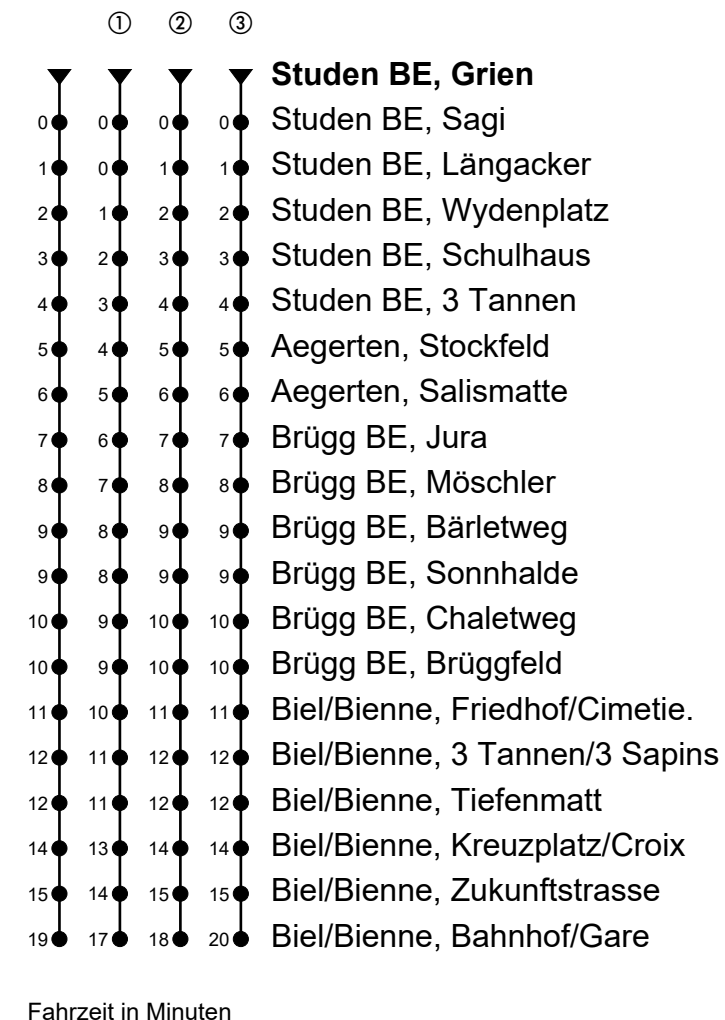 ① ② ③
Studen BE, Grien
0 0 0 0 Studen BE, Sagi
1 0 1 1 Studen BE, Längacker
2 1 2 2 Studen BE, Wydenplatz
3 2 3 3 Studen BE, Schulhaus
4 3 4 4 Studen BE, 3 Tannen
5 4 5 5 Aegerten, Stockfeld
6 5 6 6 Aegerten, Salismatte
7 6 7 7 Brügg BE, Jura
8 7 8 8 Brügg BE, Möschler
9 8 9 9 Brügg BE, Bärletweg
9 8 9 9 Brügg BE, Sonnhalde
10 9 10 10 Brügg BE, Chaletweg
10 9 10 10 Brügg BE, Brüggfeld
11 10 11 11 Biel/Bienne, Friedhof/Cimetie.
12 11 12 12 Biel/Bienne, 3 Tannen/3 Sapins
12 11 12 12 Biel/Bienne, Tiefenmatt
14 13 14 14 Biel/Bienne, Kreuzplatz/Croix
15 14 15 15 Biel/Bienne, Zukunftstrasse
19 17 18 20 Biel/Bienne, Bahnhof/Gare
Fahrzeit in Minuten